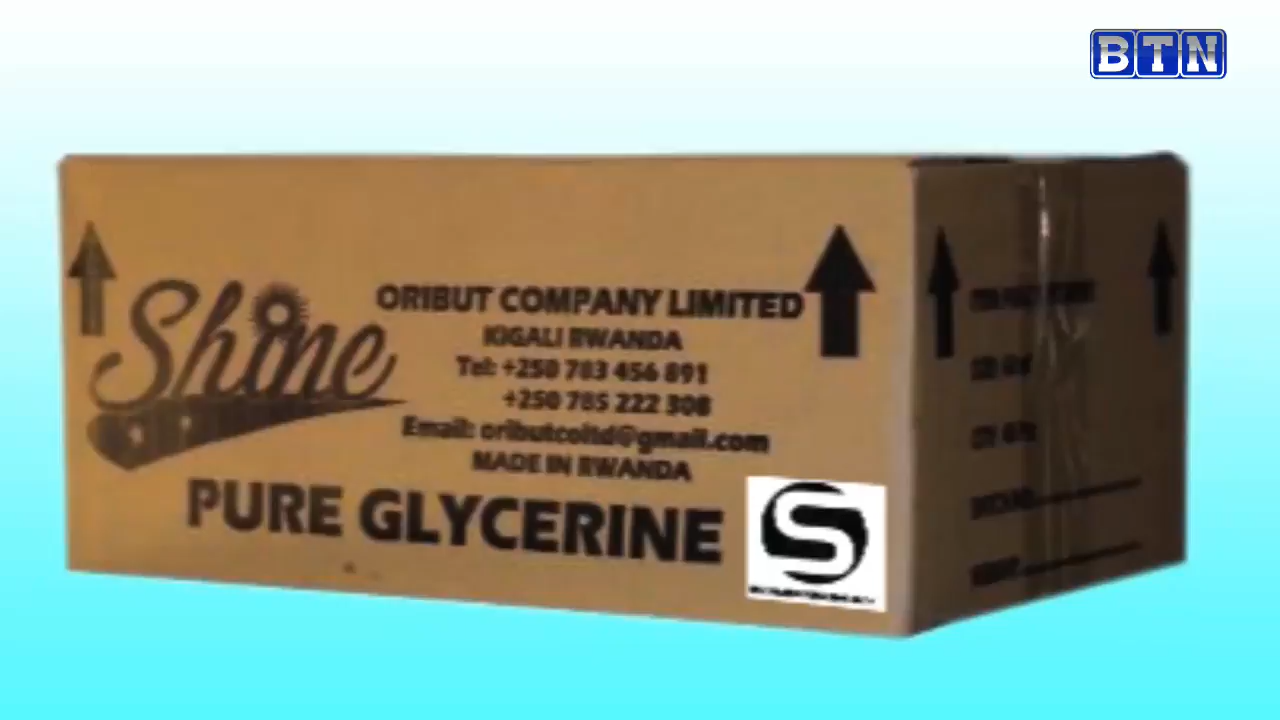 BTN
Shine
ORIBUT COMPANY LIMITED
KIGALI RWANDA
Tel: +250 783 456 891
+250 785 222 308
Email: oributcoltd@gmail.com
MADE IN RWANDA
PURE GLYCERINE
S